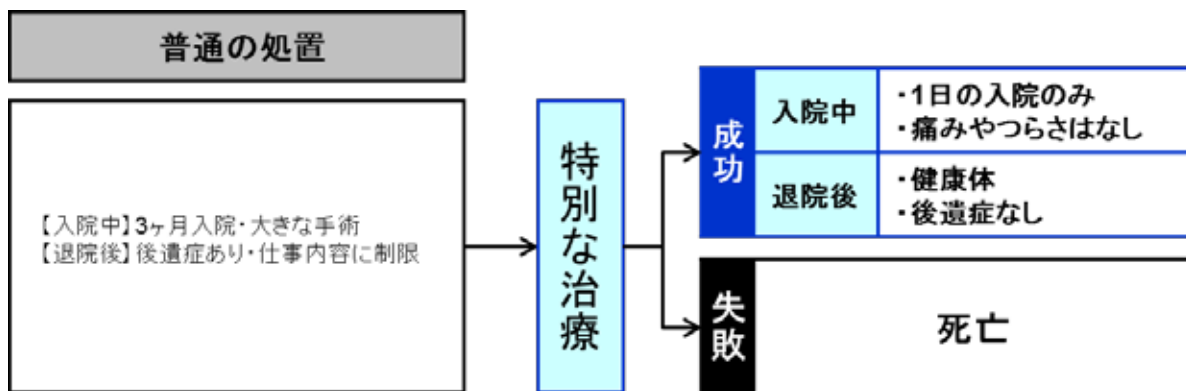 普通の処置
【入院中】3ヶ月入院・大きな手術
【退院後】後遺症あり・仕事内容に制限
特別な治療
成功
入院中
・1日の入院のみ
・痛みやつらさはなし
退院後
・健康体
・後遺症なし
失敗
死亡